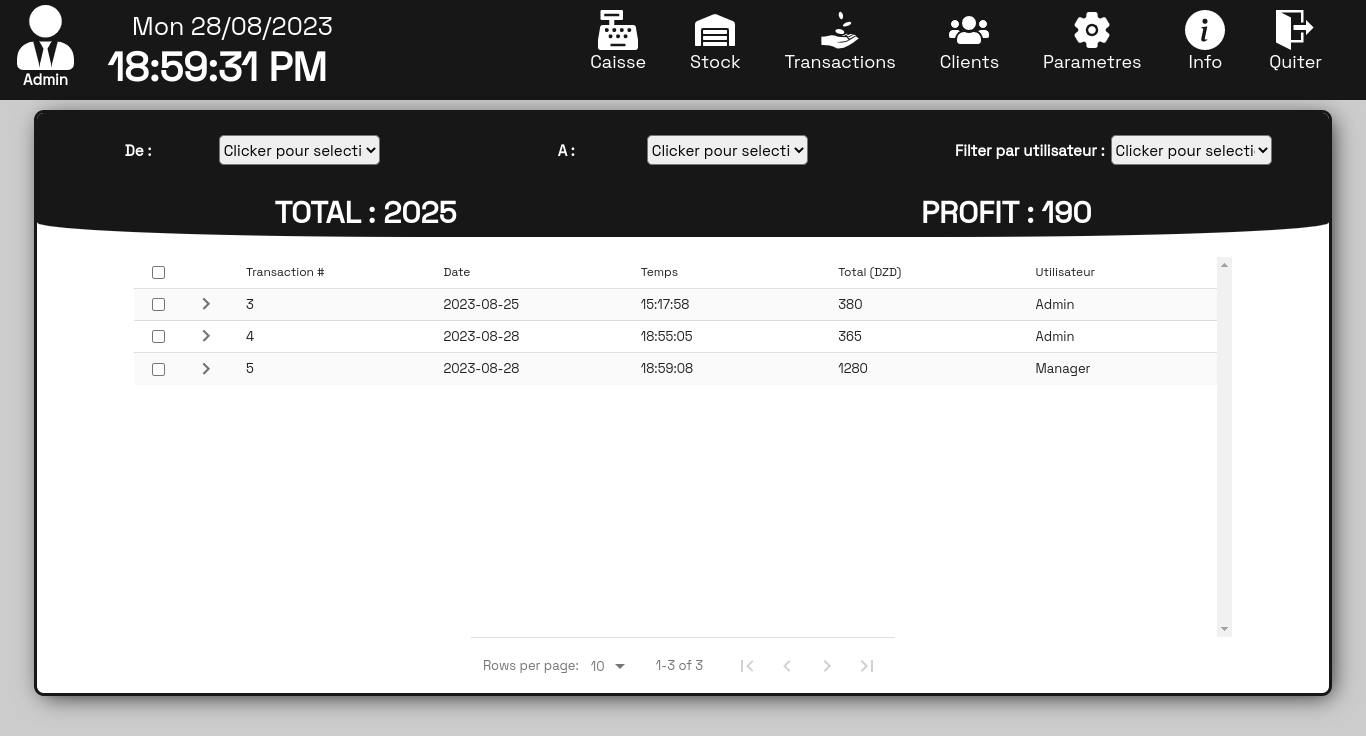 Mon 28/08/2023
18:59:31 PM
Admin
Caisse Stock Transactions Clients Parametres Info Quiter
De : Clicker pour selecti A : Clicker pour selecti Filter par utilisateur : Clicker pour selecti
TOTAL : 2025 PROFIT : 190
Transaction # Date Temps Total (DZD) Utilisateur
3 2023-08-25 15:17:58 380 Admin
4 2023-08-28 18:55:05 365 Admin
5 2023-08-28 18:59:08 1280 Manager
Rows per page: 10 1-3 of 3